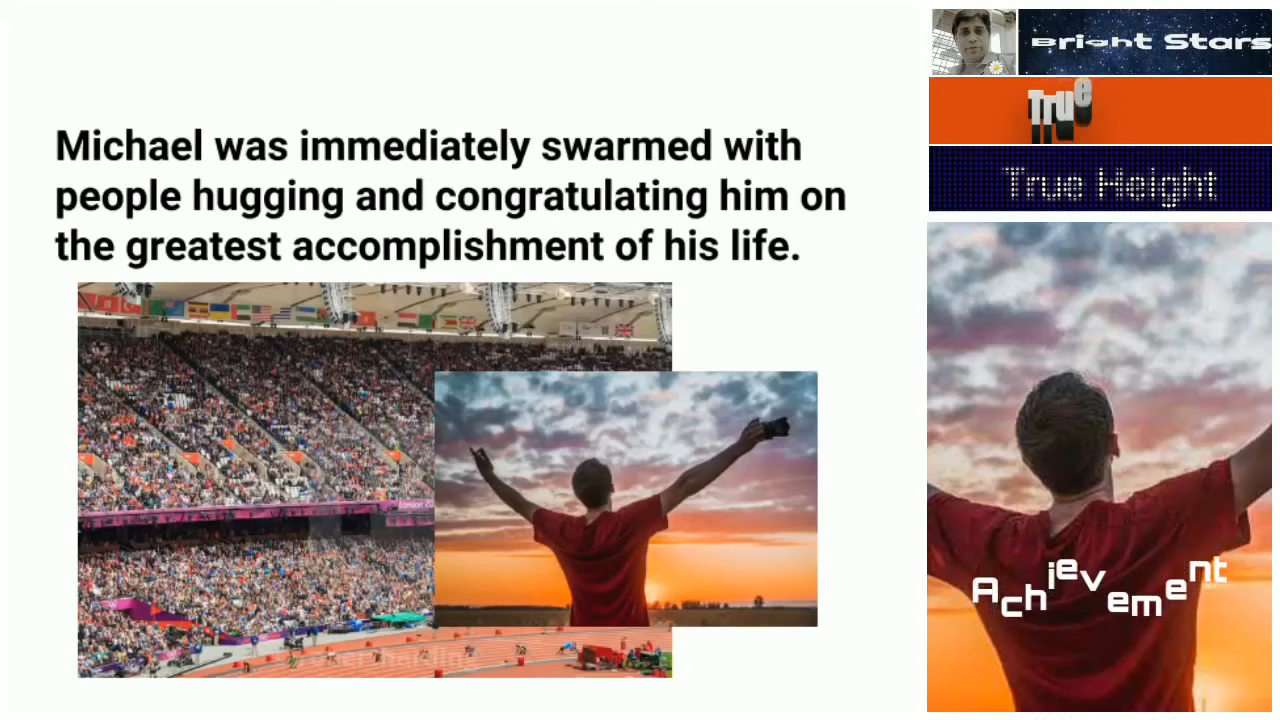 Michael was immediately swarmed with
people hugging and congratulating him on
the greatest accomplishment of his life.
Bright Stars
True
True Height
Achievement